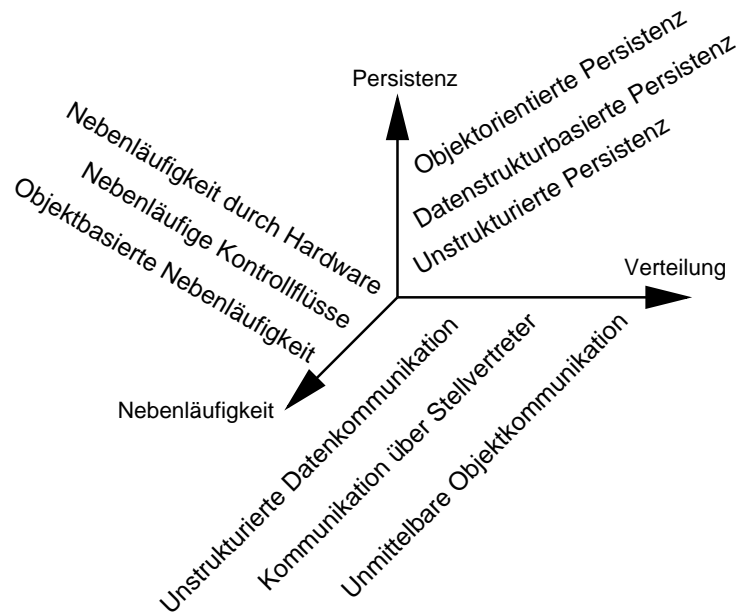 Persistenz
Objektorientierte Persistenz
Datenstrukturbasierte Persistenz
Unstrukturierte Persistenz
Nebenläufigkeit durch Hardware
Nebenläufige Kontrollflüsse
Objektbasierte Nebenläufigkeit
Verteilung
Nebenläufigkeit
Unstrukturierte Datenkommunikation
Kommunikation über Stellvertreter
Unmittelbare Objektkommunikation